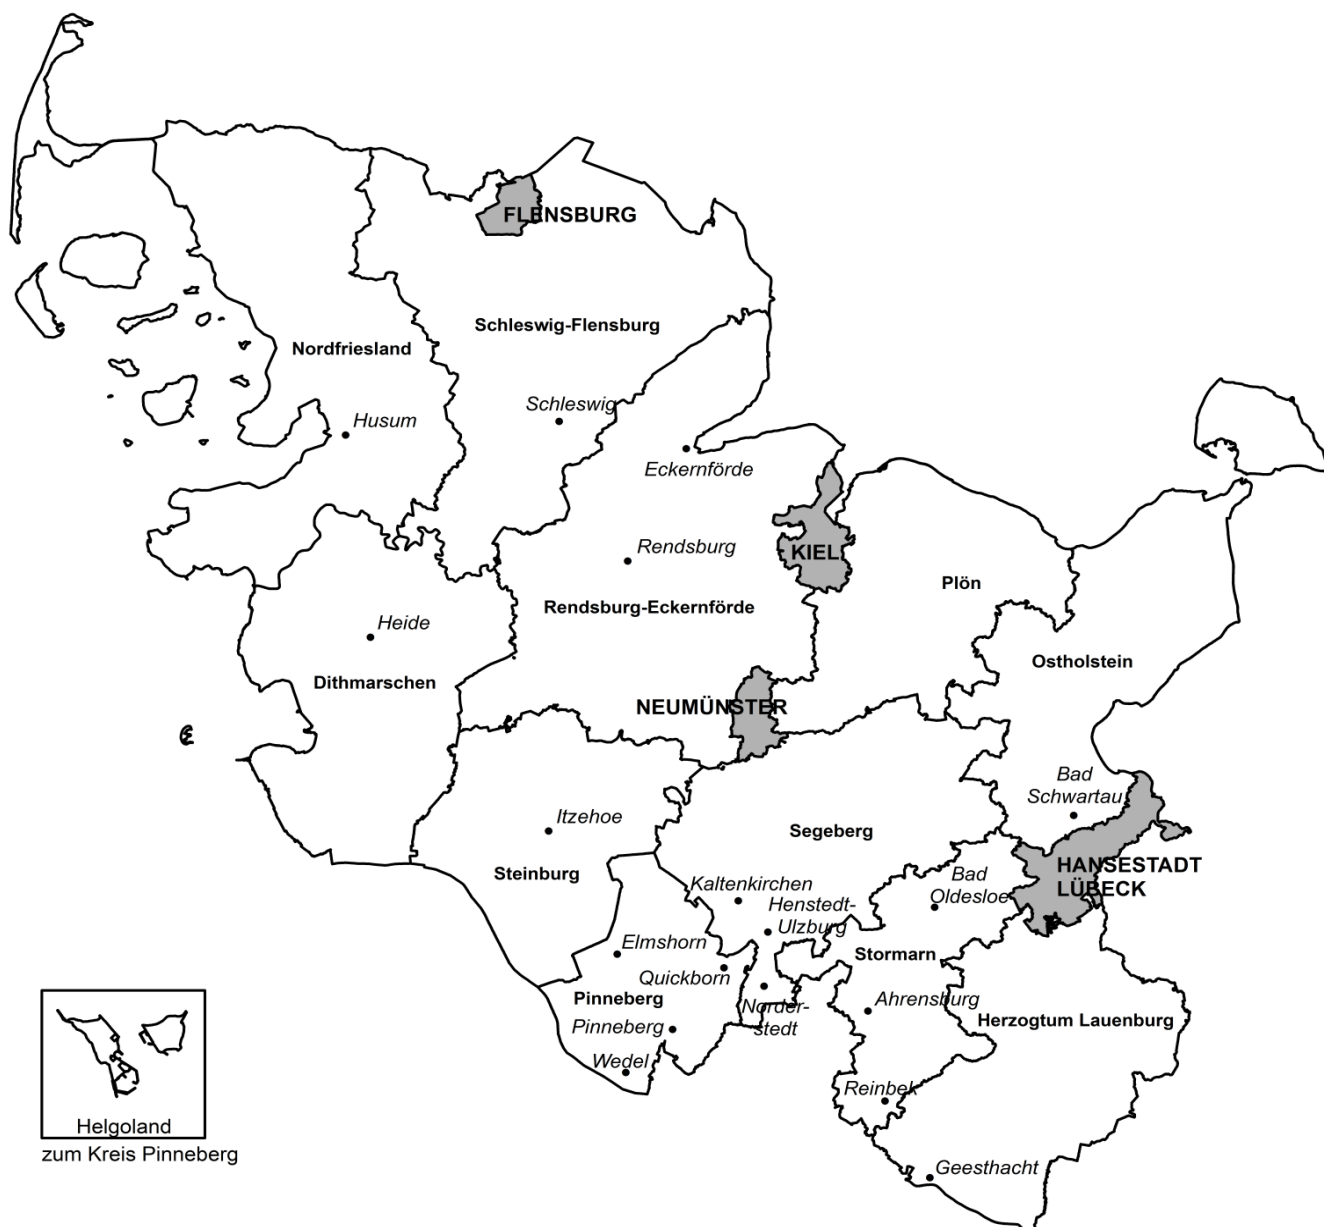 FLENSBURG
Schleswig-Flensburg
Nordfriesland
Schleswig
Husum
Eckernförde
Rendsburg
KIEL
Plön
Rendsburg-Eckernförde
Heide
Ostholstein
Dithmarschen
NEUMÜNSTER
Bad
Schwartau
Itzehoe
Segeberg
Steinburg
HANSESTADT
LÜBECK
Bad
Oldesloe
Kaltenkirchen
Henstedt-
Ulzburg
Elmshorn
Stormarn
Quickborn
Pinneberg
Norder-
stedt
Ahrensburg
Herzogtum Lauenburg
Pinneberg
Wedel
Reinbek
Helgoland
zum Kreis Pinneberg
Geesthacht